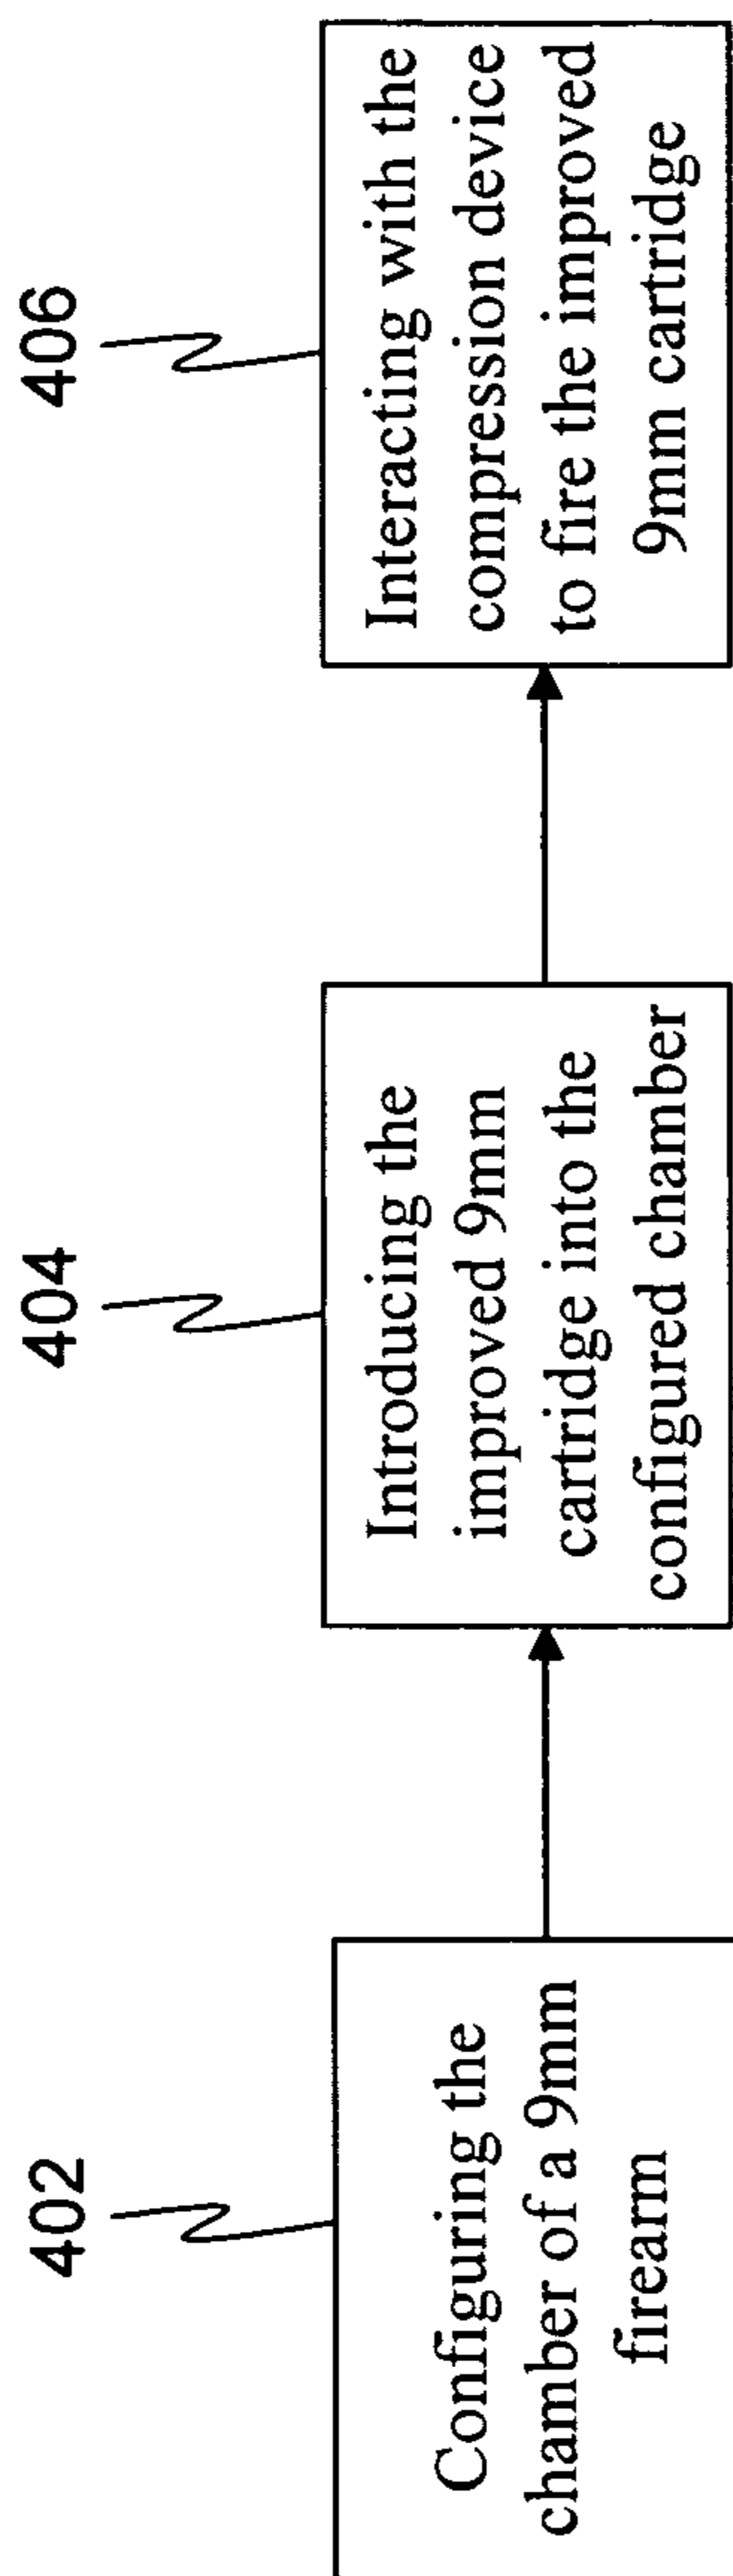 402
Configuring the
chamber of a 9mm
firearm
404
Introducing the
improved 9mm
cartridge into the
configured chamber
406
Interacting with the
compression device
to fire the improved
9mm cartridge